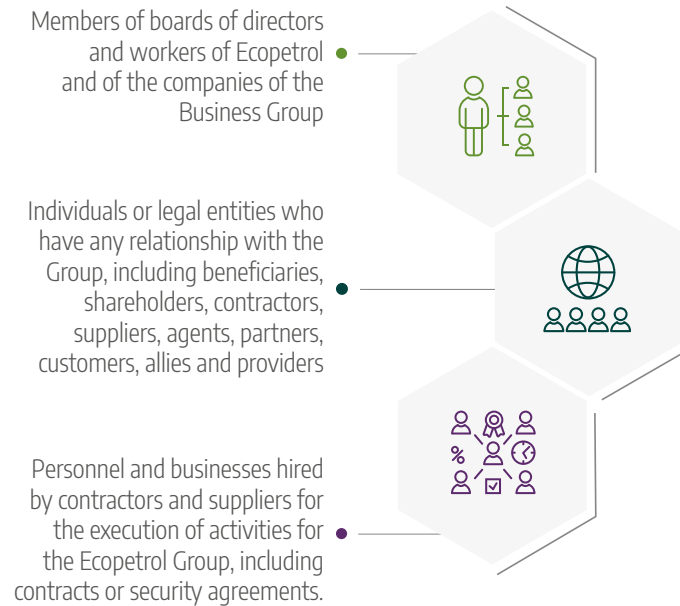 Members of boards of directors
and workers of Ecopetrol
and of the companies of the
Business Group
Individuals or legal entities who
have any relationship with the
Group, including beneficiaries,
shareholders, contractors,
suppliers, agents, partners,
customers, allies and providers
%
Personnel and businesses hired
by contractors and suppliers for
the execution of activities for
the Ecopetrol Group, including
contracts or security agreements.